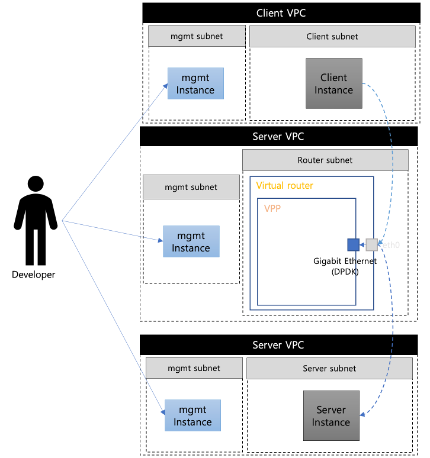 Client VPC
mgmt subnet
Client subnet
mgmt
Instance
Client
Instance
Server VPC
Router subnet
mgmt subnet
Virtual router
VPP
mgmt
Instance
Gigabit Ethernet
(DPDK)
Developer
Server VPC
mgmt subnet
Server subnet
mgmt
Instance
Server
Instance